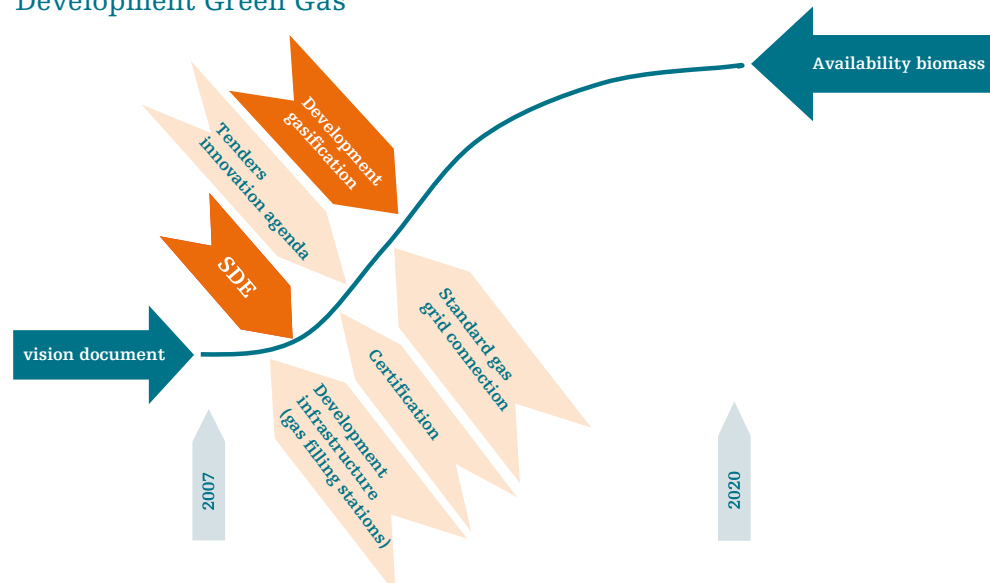 Development Green Gas
Availability biomass
Development
gasification
Tenders
innovation agenda
SDE
vision document
Standard gas
grid connection
Certification
Development
infrastructure
(gas filling stations)
2007
2020